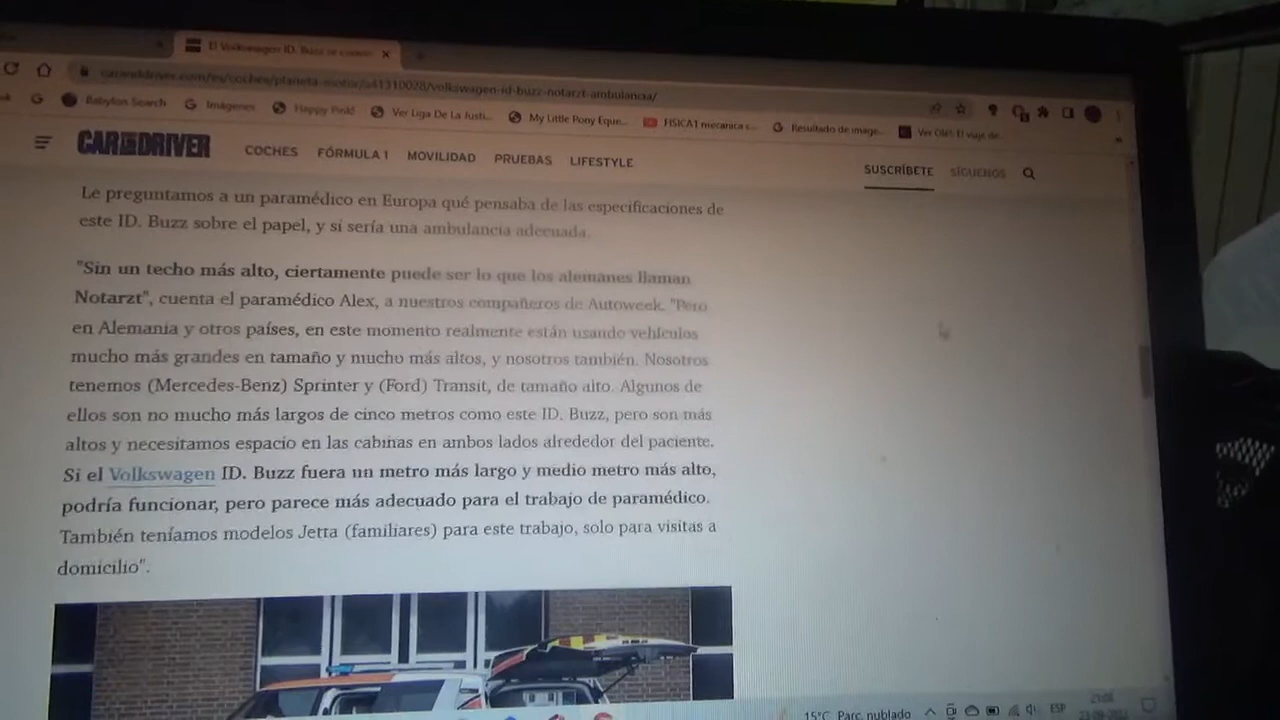 El Volkswagen ID. Buzz se
caranddriver.com/es/coches/planeta-motor/a41310028/volkswagen-id-buzz-notarzt-ambulancia/
Babylon Search
Imágenes
Happy Pink!
Ver Liga De La Justi...
My Little Pony Eque...
FISICA1 mecanica c...
Resultado de image...
CAR AND DRIVER
COCHES FÓRMULA 1 MOVILIDAD PRUEBAS LIFESTYLE
SUSCRÍBETE SÍGUENOS
Le preguntamos a un paramédico en Europa qué pensaba de las especificaciones de
este ID. Buzz sobre el papel, y si sería una ambulancia adecuada.
"Sin un techo más alto, ciertamente puede ser lo que los alemanes llaman
Notarzt", cuenta el paramédico Alex, a nuestros compañeros de Autoweek. "Pero
en Alemania y otros países, en este momento realmente están usando vehículos
mucho más grandes en tamaño y mucho más altos, y nosotros también. Nosotros
tenemos (Mercedes-Benz) Sprinter y (Ford) Transit, de tamaño alto. Algunos de
ellos son no mucho más largos de cinco metros como este ID. Buzz, pero son más
altos y necesitamos espacio en las cabinas en ambos lados alrededor del paciente.
Si el Volkswagen ID. Buzz fuera un metro más largo y medio metro más alto,
podría funcionar, pero parece más adecuado para el trabajo de paramédico.
También teníamos modelos Jetta (familiares) para este trabajo, solo para visitas a
domicilio".
15°C Parc. nublado
ESP